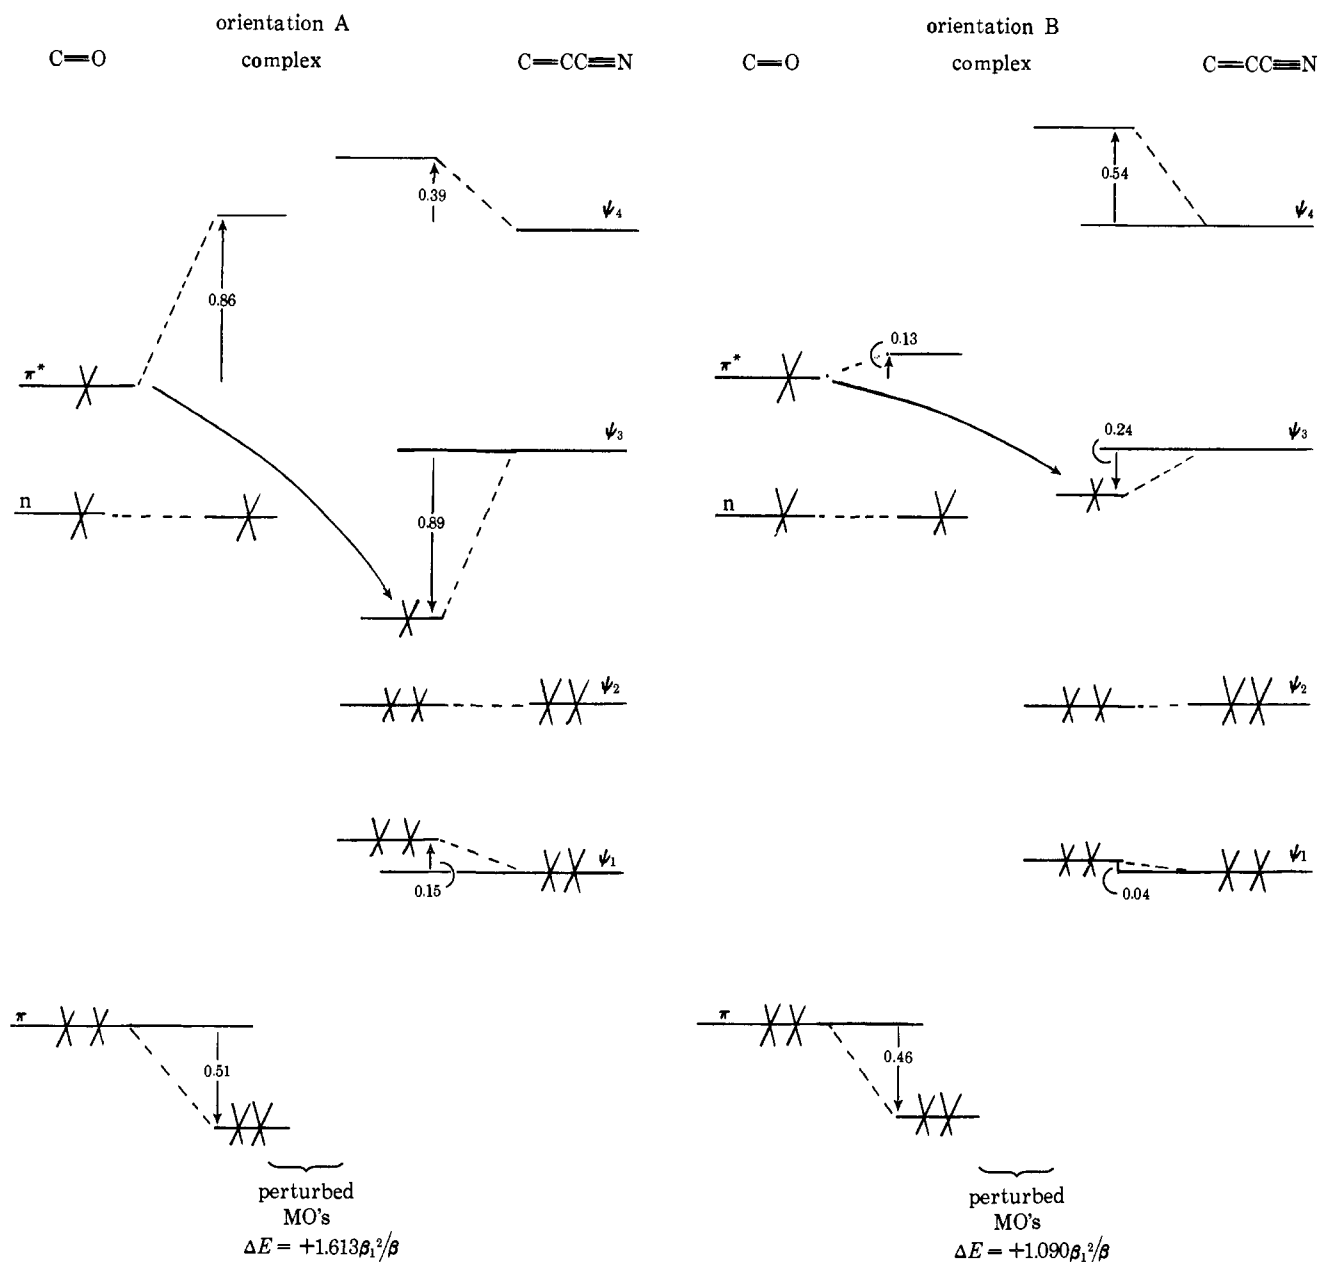 orientation A
C=O complex C=CC≡N
0.39
ψ₄
0.86
π*
ψ₃
n
0.89
ψ₂
ψ₁
0.15
π
0.51
perturbed
MO's
ΔE = +1.613β₁²/β
orientation B
C=O complex C=CC≡N
0.54
ψ₄
0.13
π*
0.24
ψ₃
n
ψ₂
ψ₁
0.04
π
0.46
perturbed
MO's
ΔE = +1.090β₁²/β